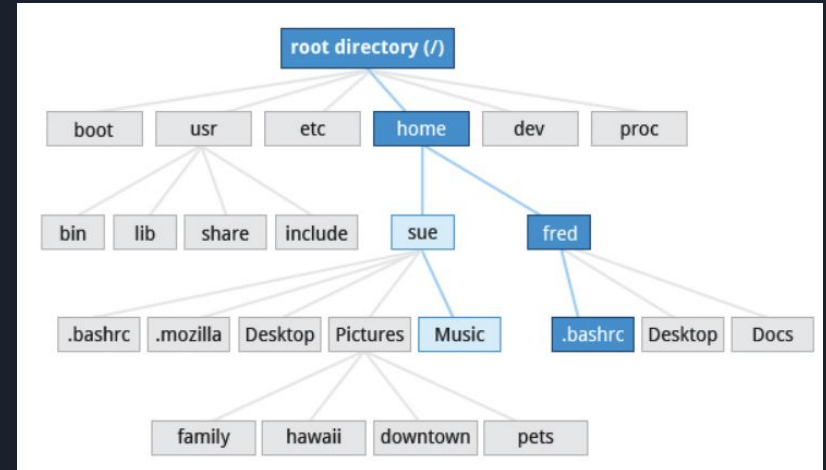 root directory (/)
boot usr etc home dev proc
bin lib share include sue fred
.bashrc .mozilla Desktop Pictures Music .bashrc Desktop Docs
family hawaii downtown pets